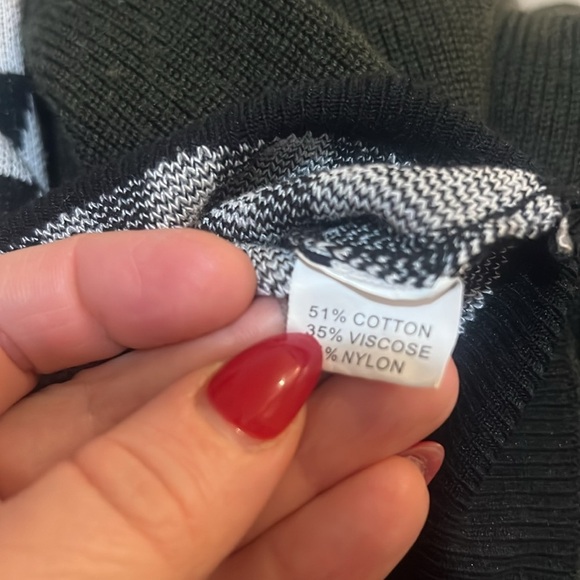 51% COTTON
35% VISCOSE
% NYLON